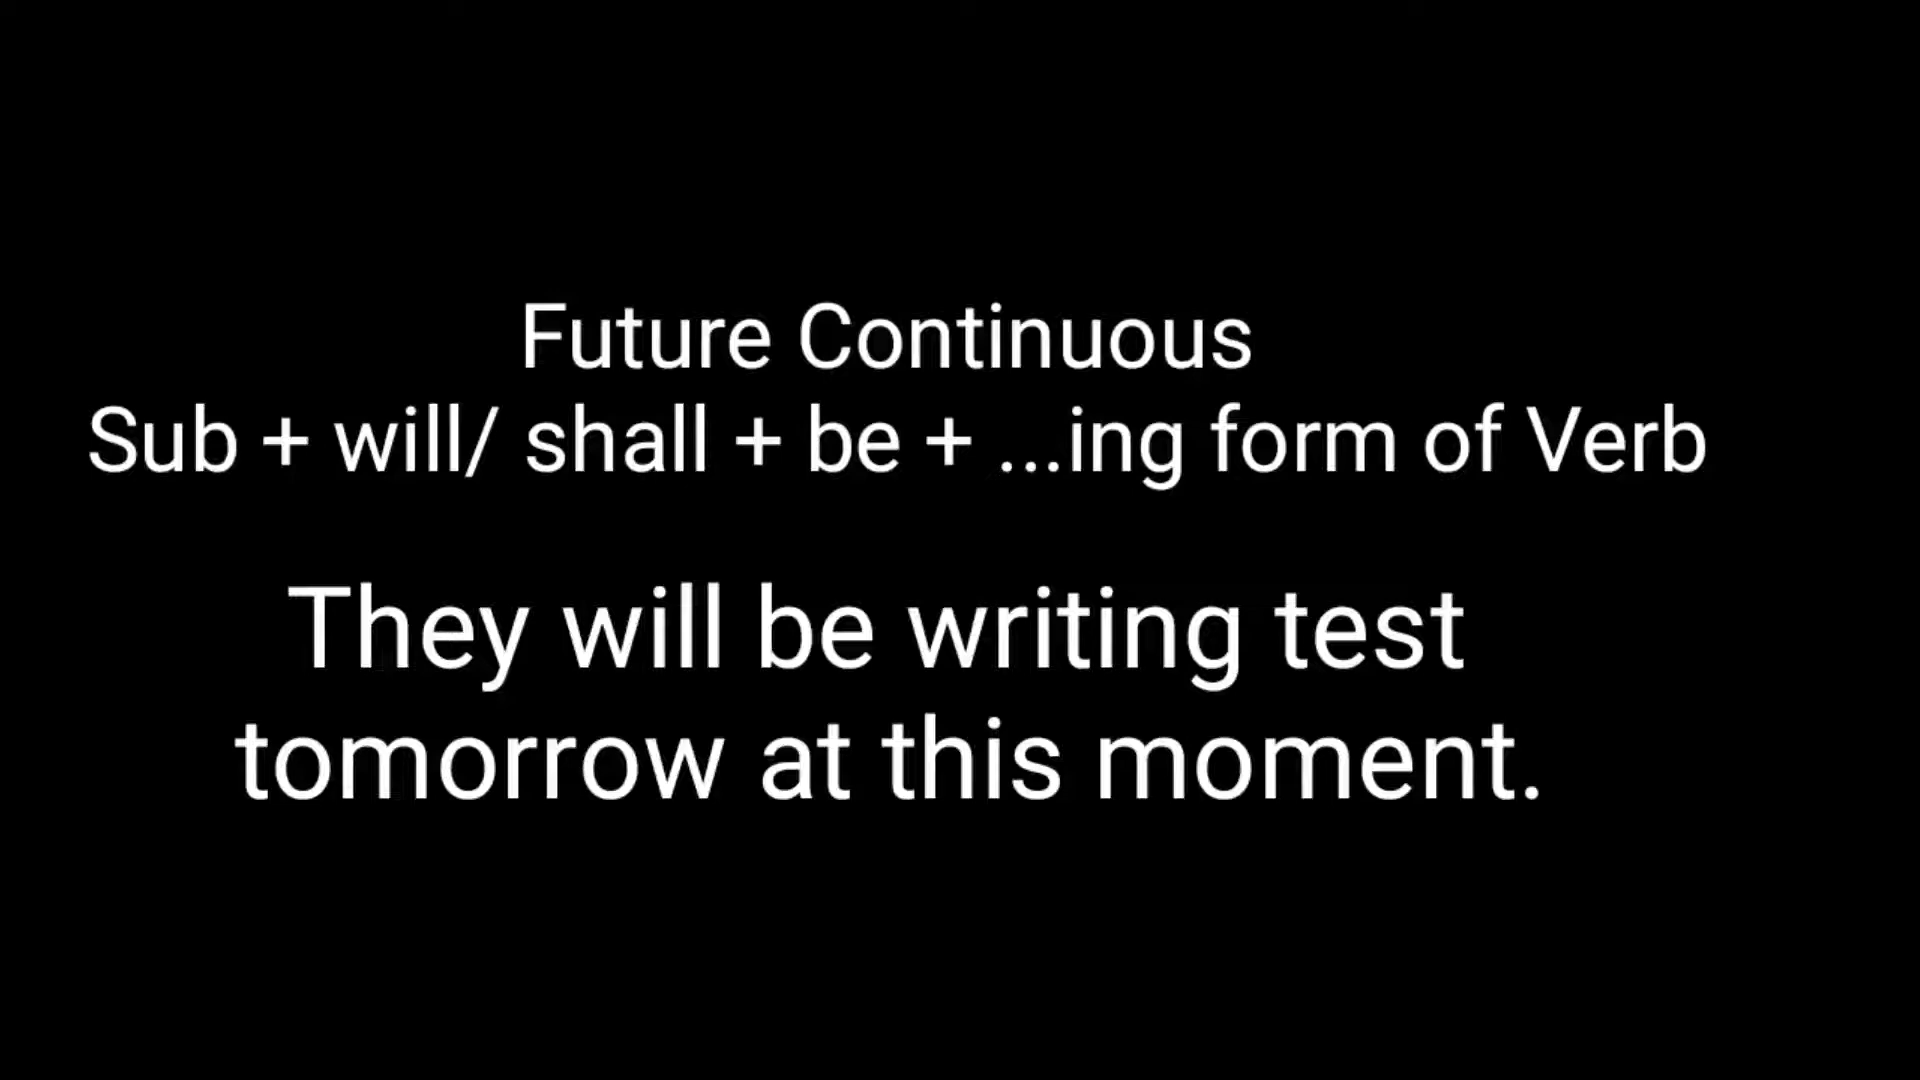 Future Continuous
Sub + will/ shall + be + ...ing form of Verb
They will be writing test
tomorrow at this moment.